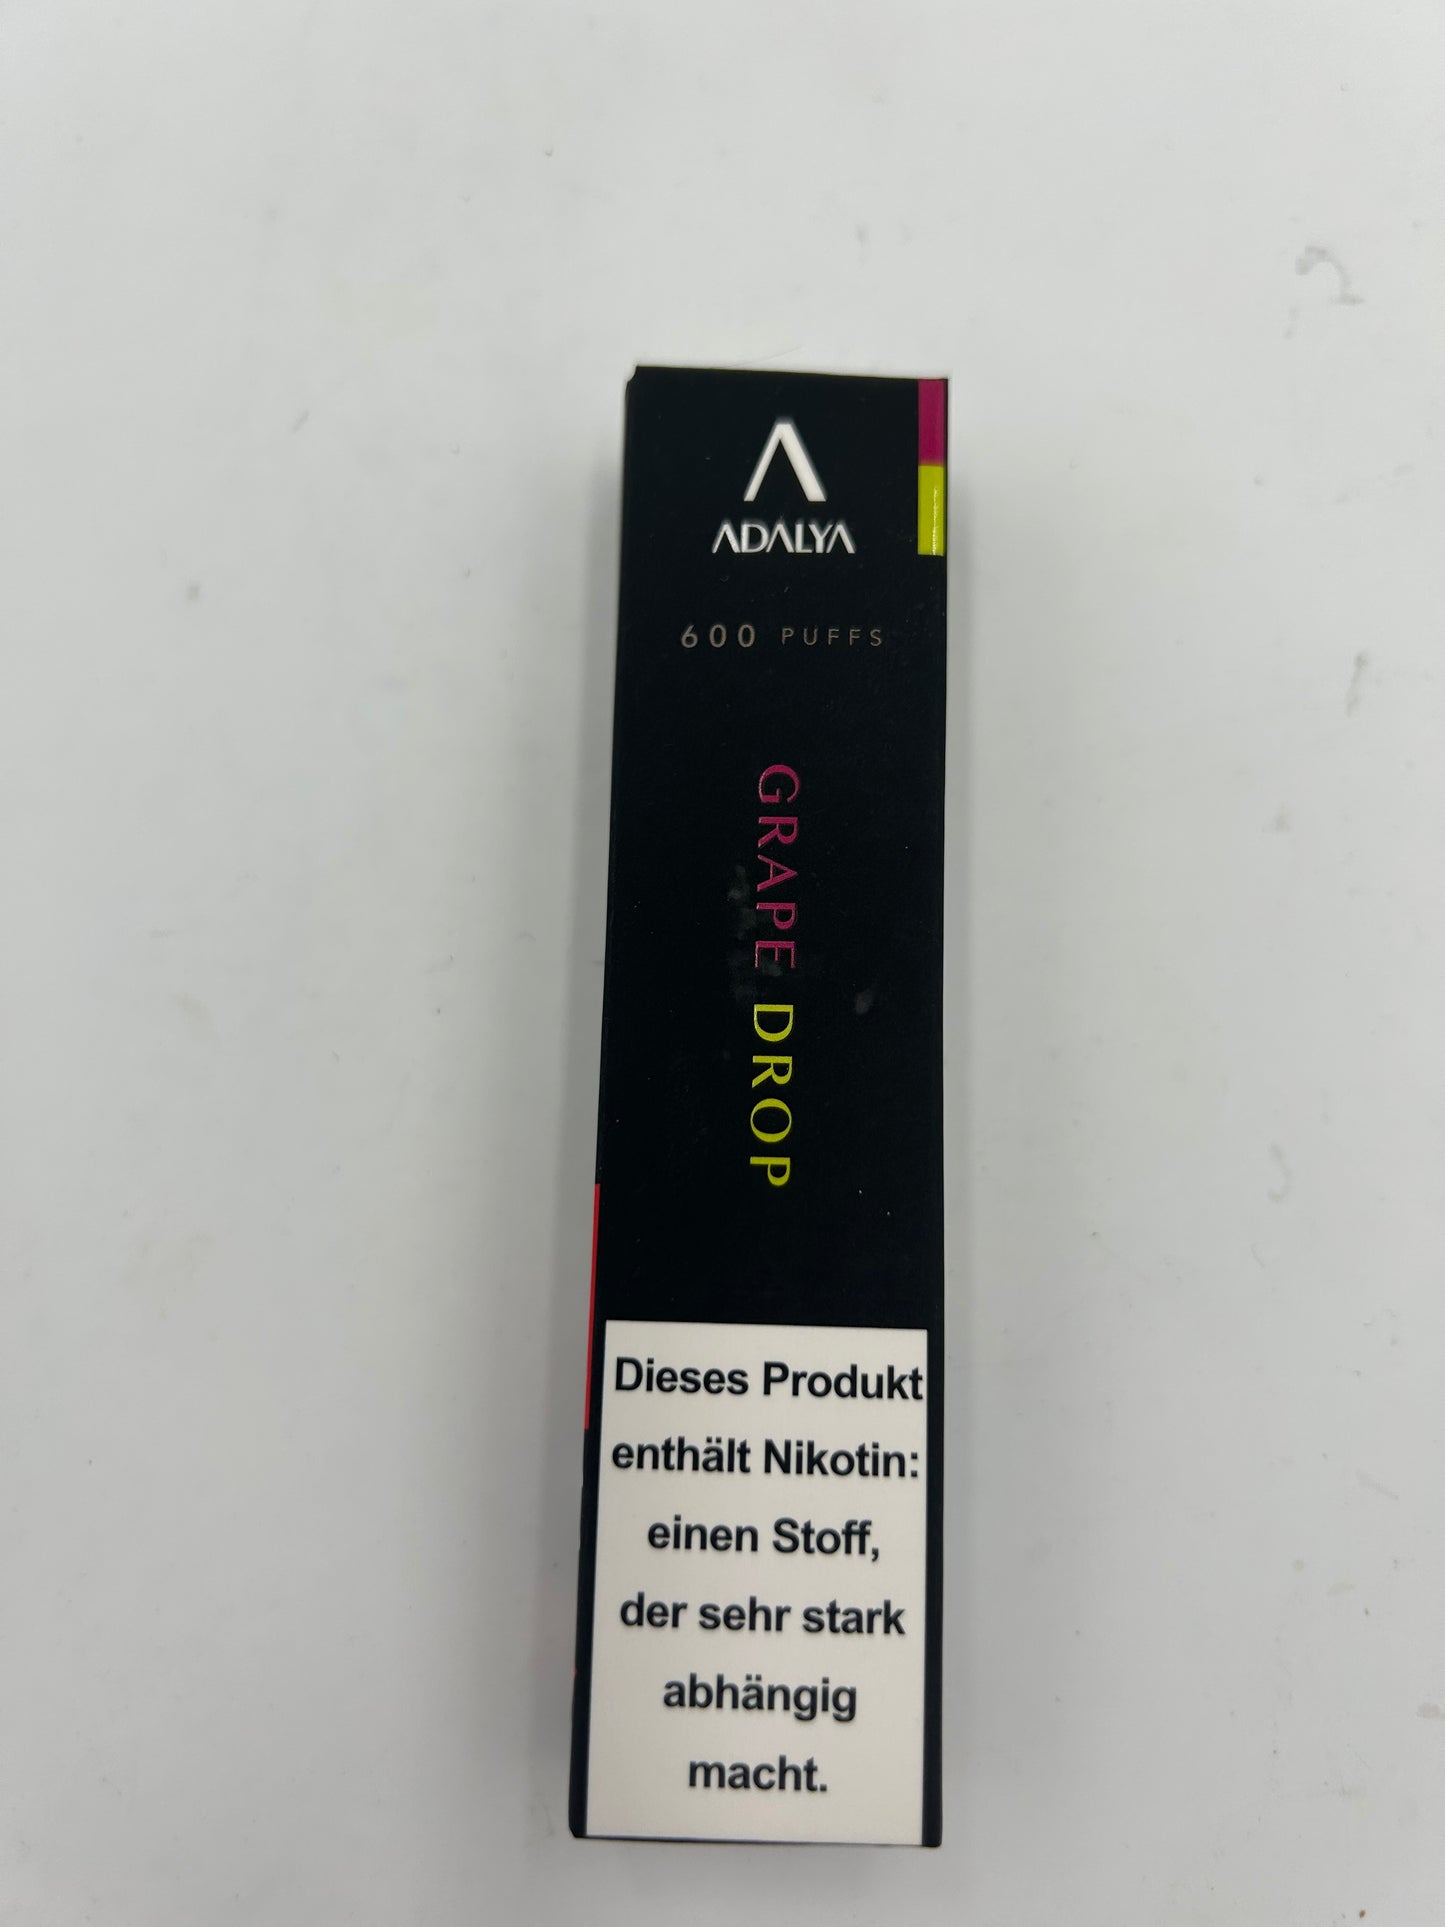 ADALYA
600 PUFFS
GRAPE DROP
Dieses Produkt
enthält Nikotin:
einen Stoff,
der sehr stark
abhängig
macht.